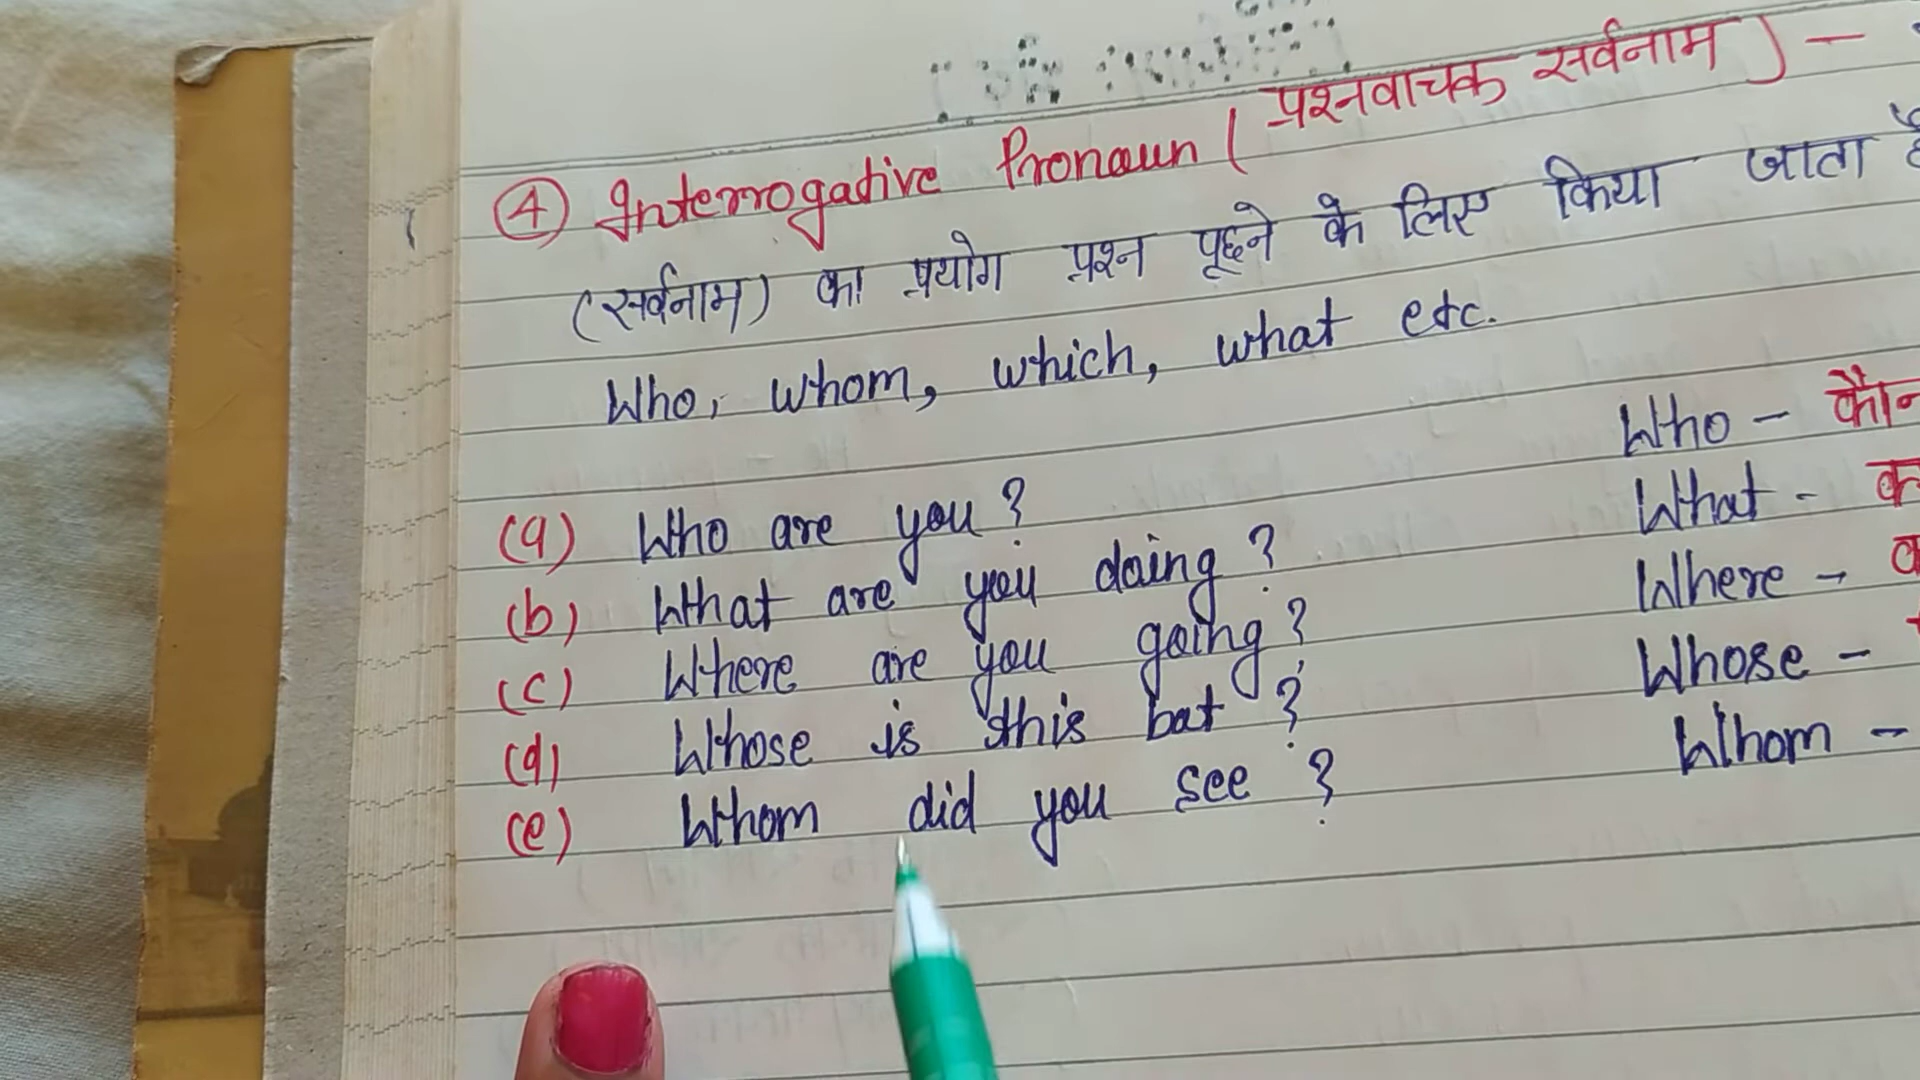 ④ Interrogative Pronoun ( प्रश्नवाचक सर्वनाम ) —
(सर्वनाम) का प्रयोग प्रश्न पूछने के लिए किया जाता है
Who, whom, which, what etc.
(a) Who are you?
(b) What are you doing?
(c) Where are you going?
(d) Whose is this bat?
(e) Whom did you see?
Who - कौन
What -
Where -
Whose -
Whom -